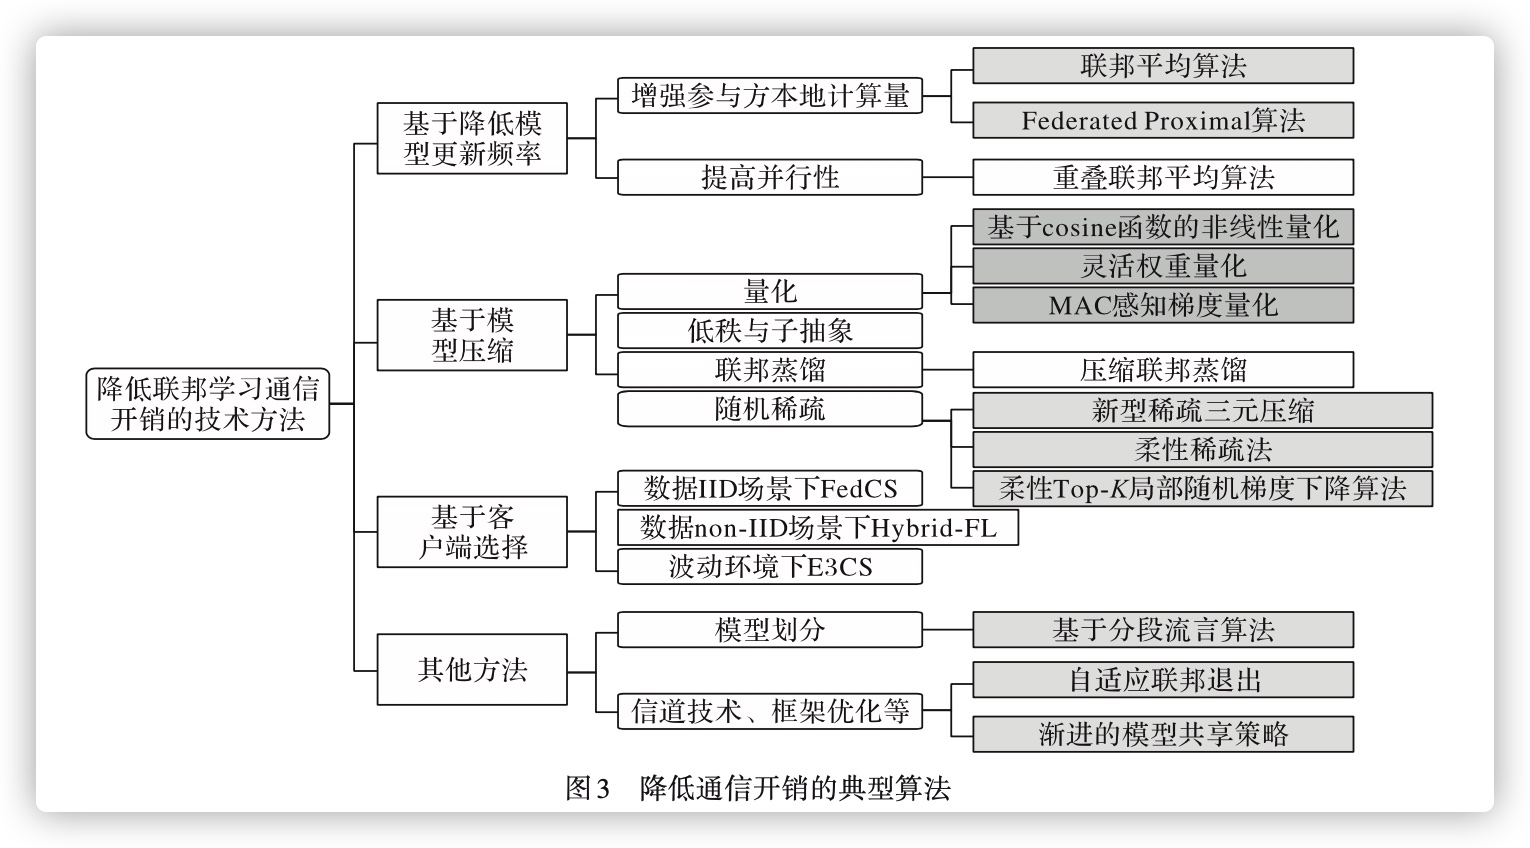 降低联邦学习通信
开销的技术方法
基于降低模
型更新频率
增强参与方本地计算量
联邦平均算法
Federated Proximal算法
提高并行性
重叠联邦平均算法
基于模
型压缩
量化
基于cosine函数的非线性量化
灵活权重量化
MAC感知梯度量化
低秩与子抽象
联邦蒸馏
压缩联邦蒸馏
随机稀疏
新型稀疏三元压缩
柔性稀疏法
柔性Top-K局部随机梯度下降算法
基于客
户端选择
数据IID场景下FedCS
数据non-IID场景下Hybrid-FL
波动环境下E3CS
其他方法
模型划分
基于分段流言算法
信道技术、框架优化等
自适应联邦退出
渐进的模型共享策略
图3 降低通信开销的典型算法